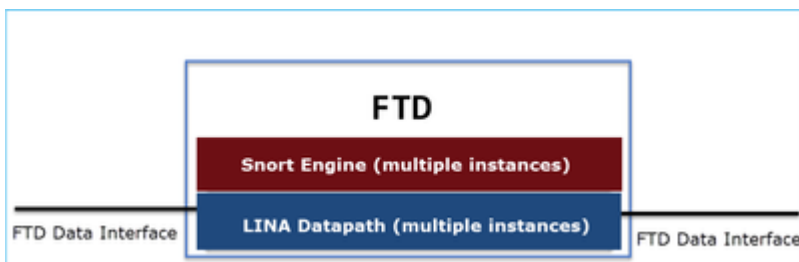 FTD
Snort Engine (multiple instances)
LINA Datapath (multiple instances)
FTD Data Interface
FTD Data Interface